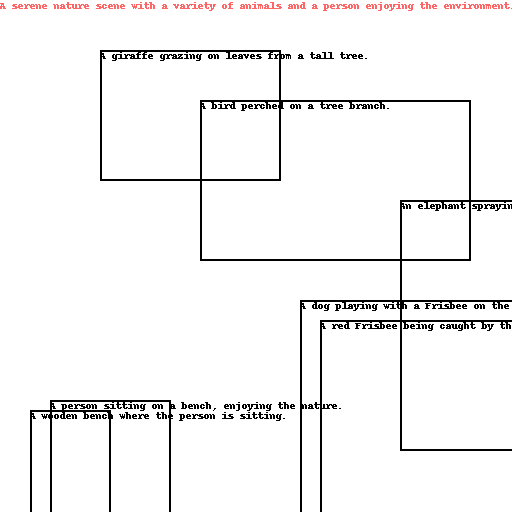 A serene nature scene with a variety of animals and a person enjoying the environment.
A giraffe grazing on leaves from a tall tree.
A bird perched on a tree branch.
An elephant
A dog playing with a Frisbee on the
A red Frisbee being caught by
A person sitting on a bench, enjoying the nature.
A wooden bench where the person is sitting.